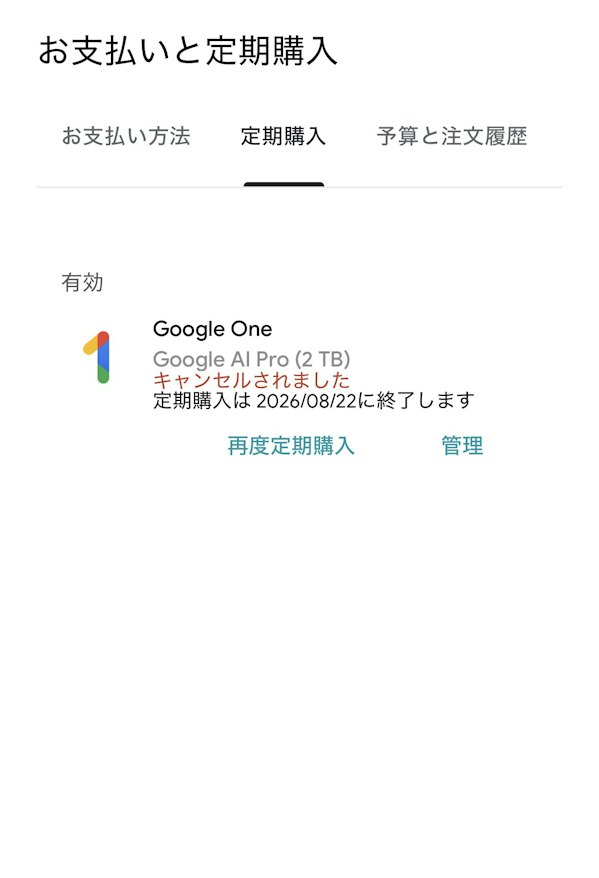 お支払いと定期購入
お支払い方法 定期購入 予算と注文履歴
有効
Google One
Google AI Pro (2 TB)
キャンセルされました
定期購入は 2026/08/22に終了します
再度定期購入 管理